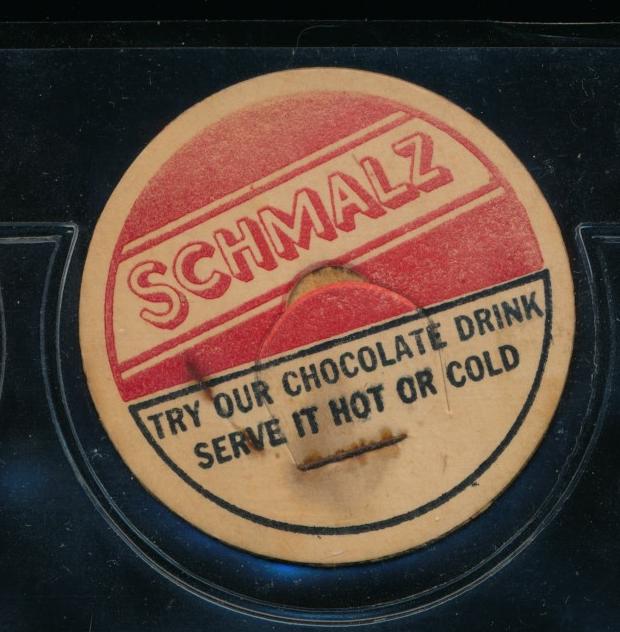 SCHMALZ
TRY OUR CHOCOLATE DRINK
SERVE IT HOT OR COLD